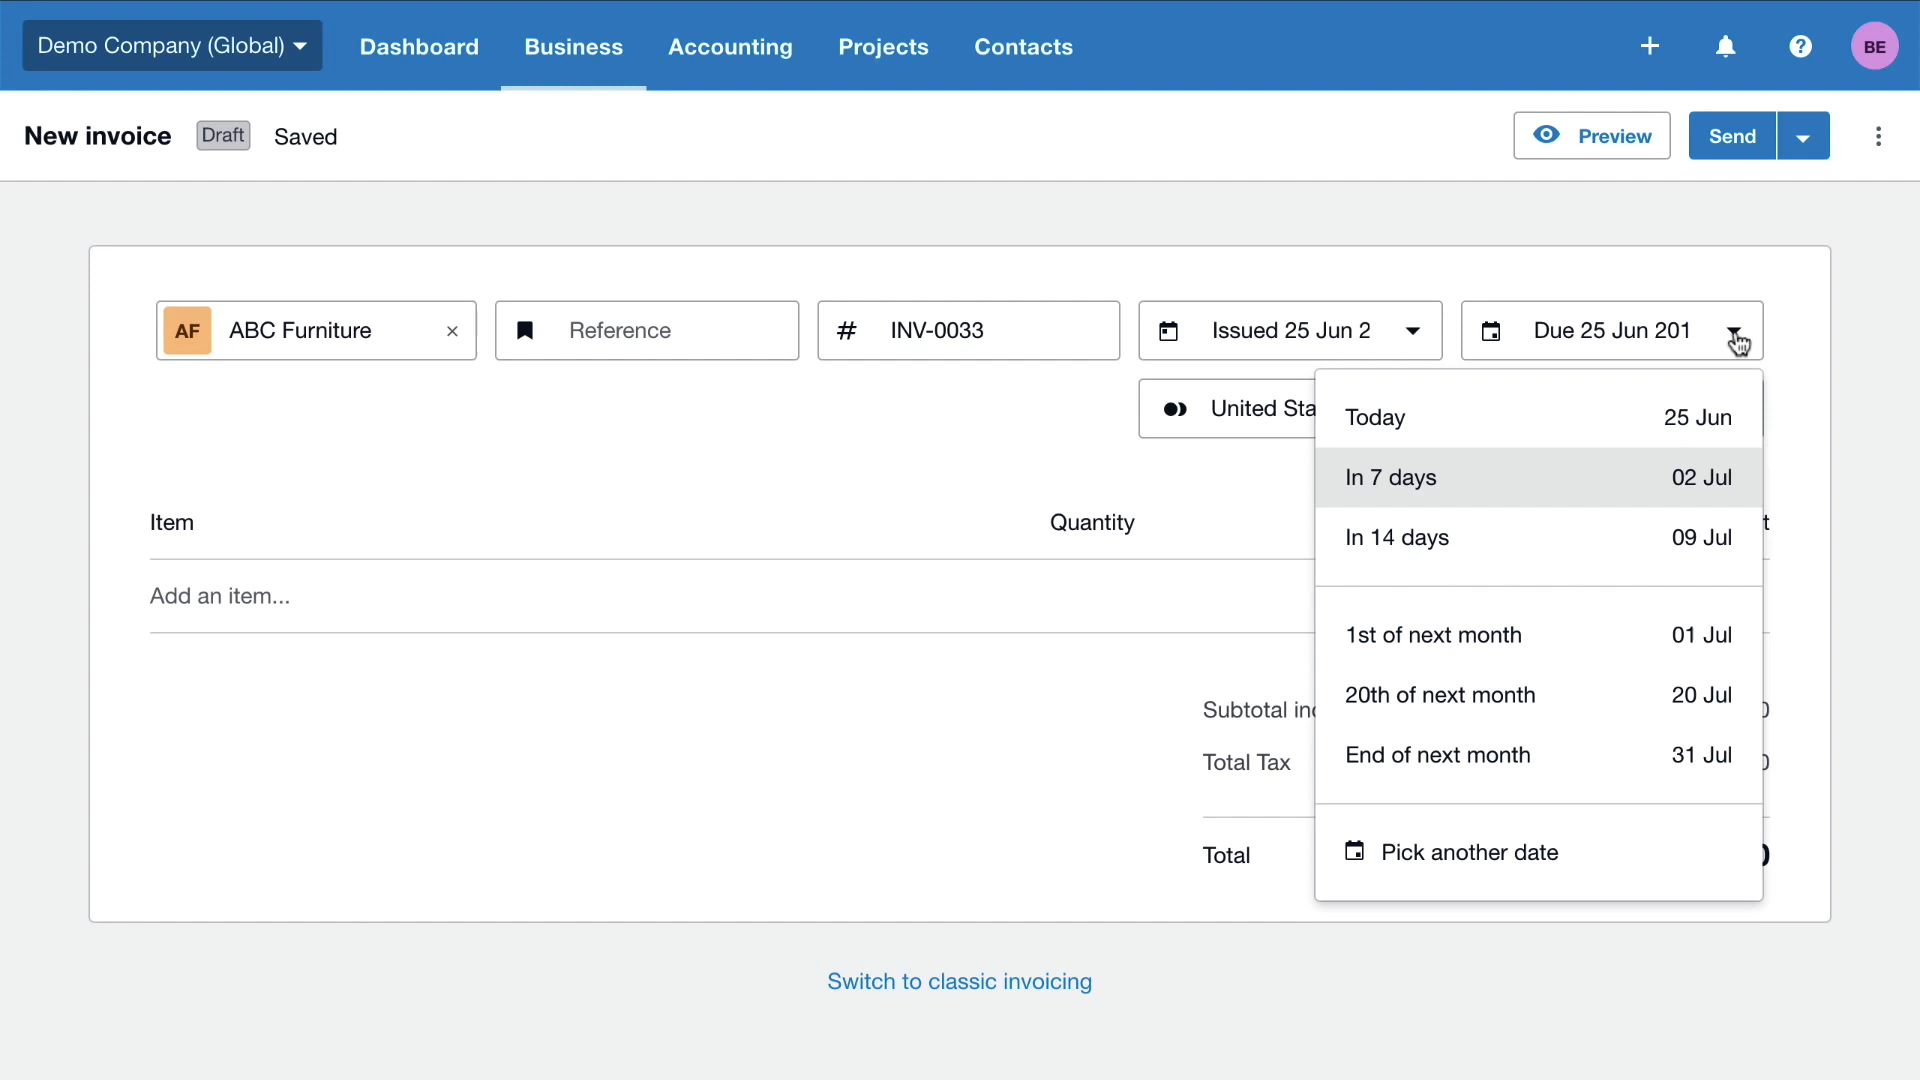 Demo Company (Global) Dashboard Business Accounting Projects Contacts BE
New invoice Draft Saved Preview Send
AF ABC Furniture × Reference # INV-0033 Issued 25 Jun 2 Due 25 Jun 201
United Sta
Today 25 Jun
In 7 days 02 Jul
Item Quantity
In 14 days 09 Jul
Add an item...
1st of next month 01 Jul
20th of next month 20 Jul
Subtotal in
End of next month 31 Jul
Total Tax
Pick another date
Total
Switch to classic invoicing